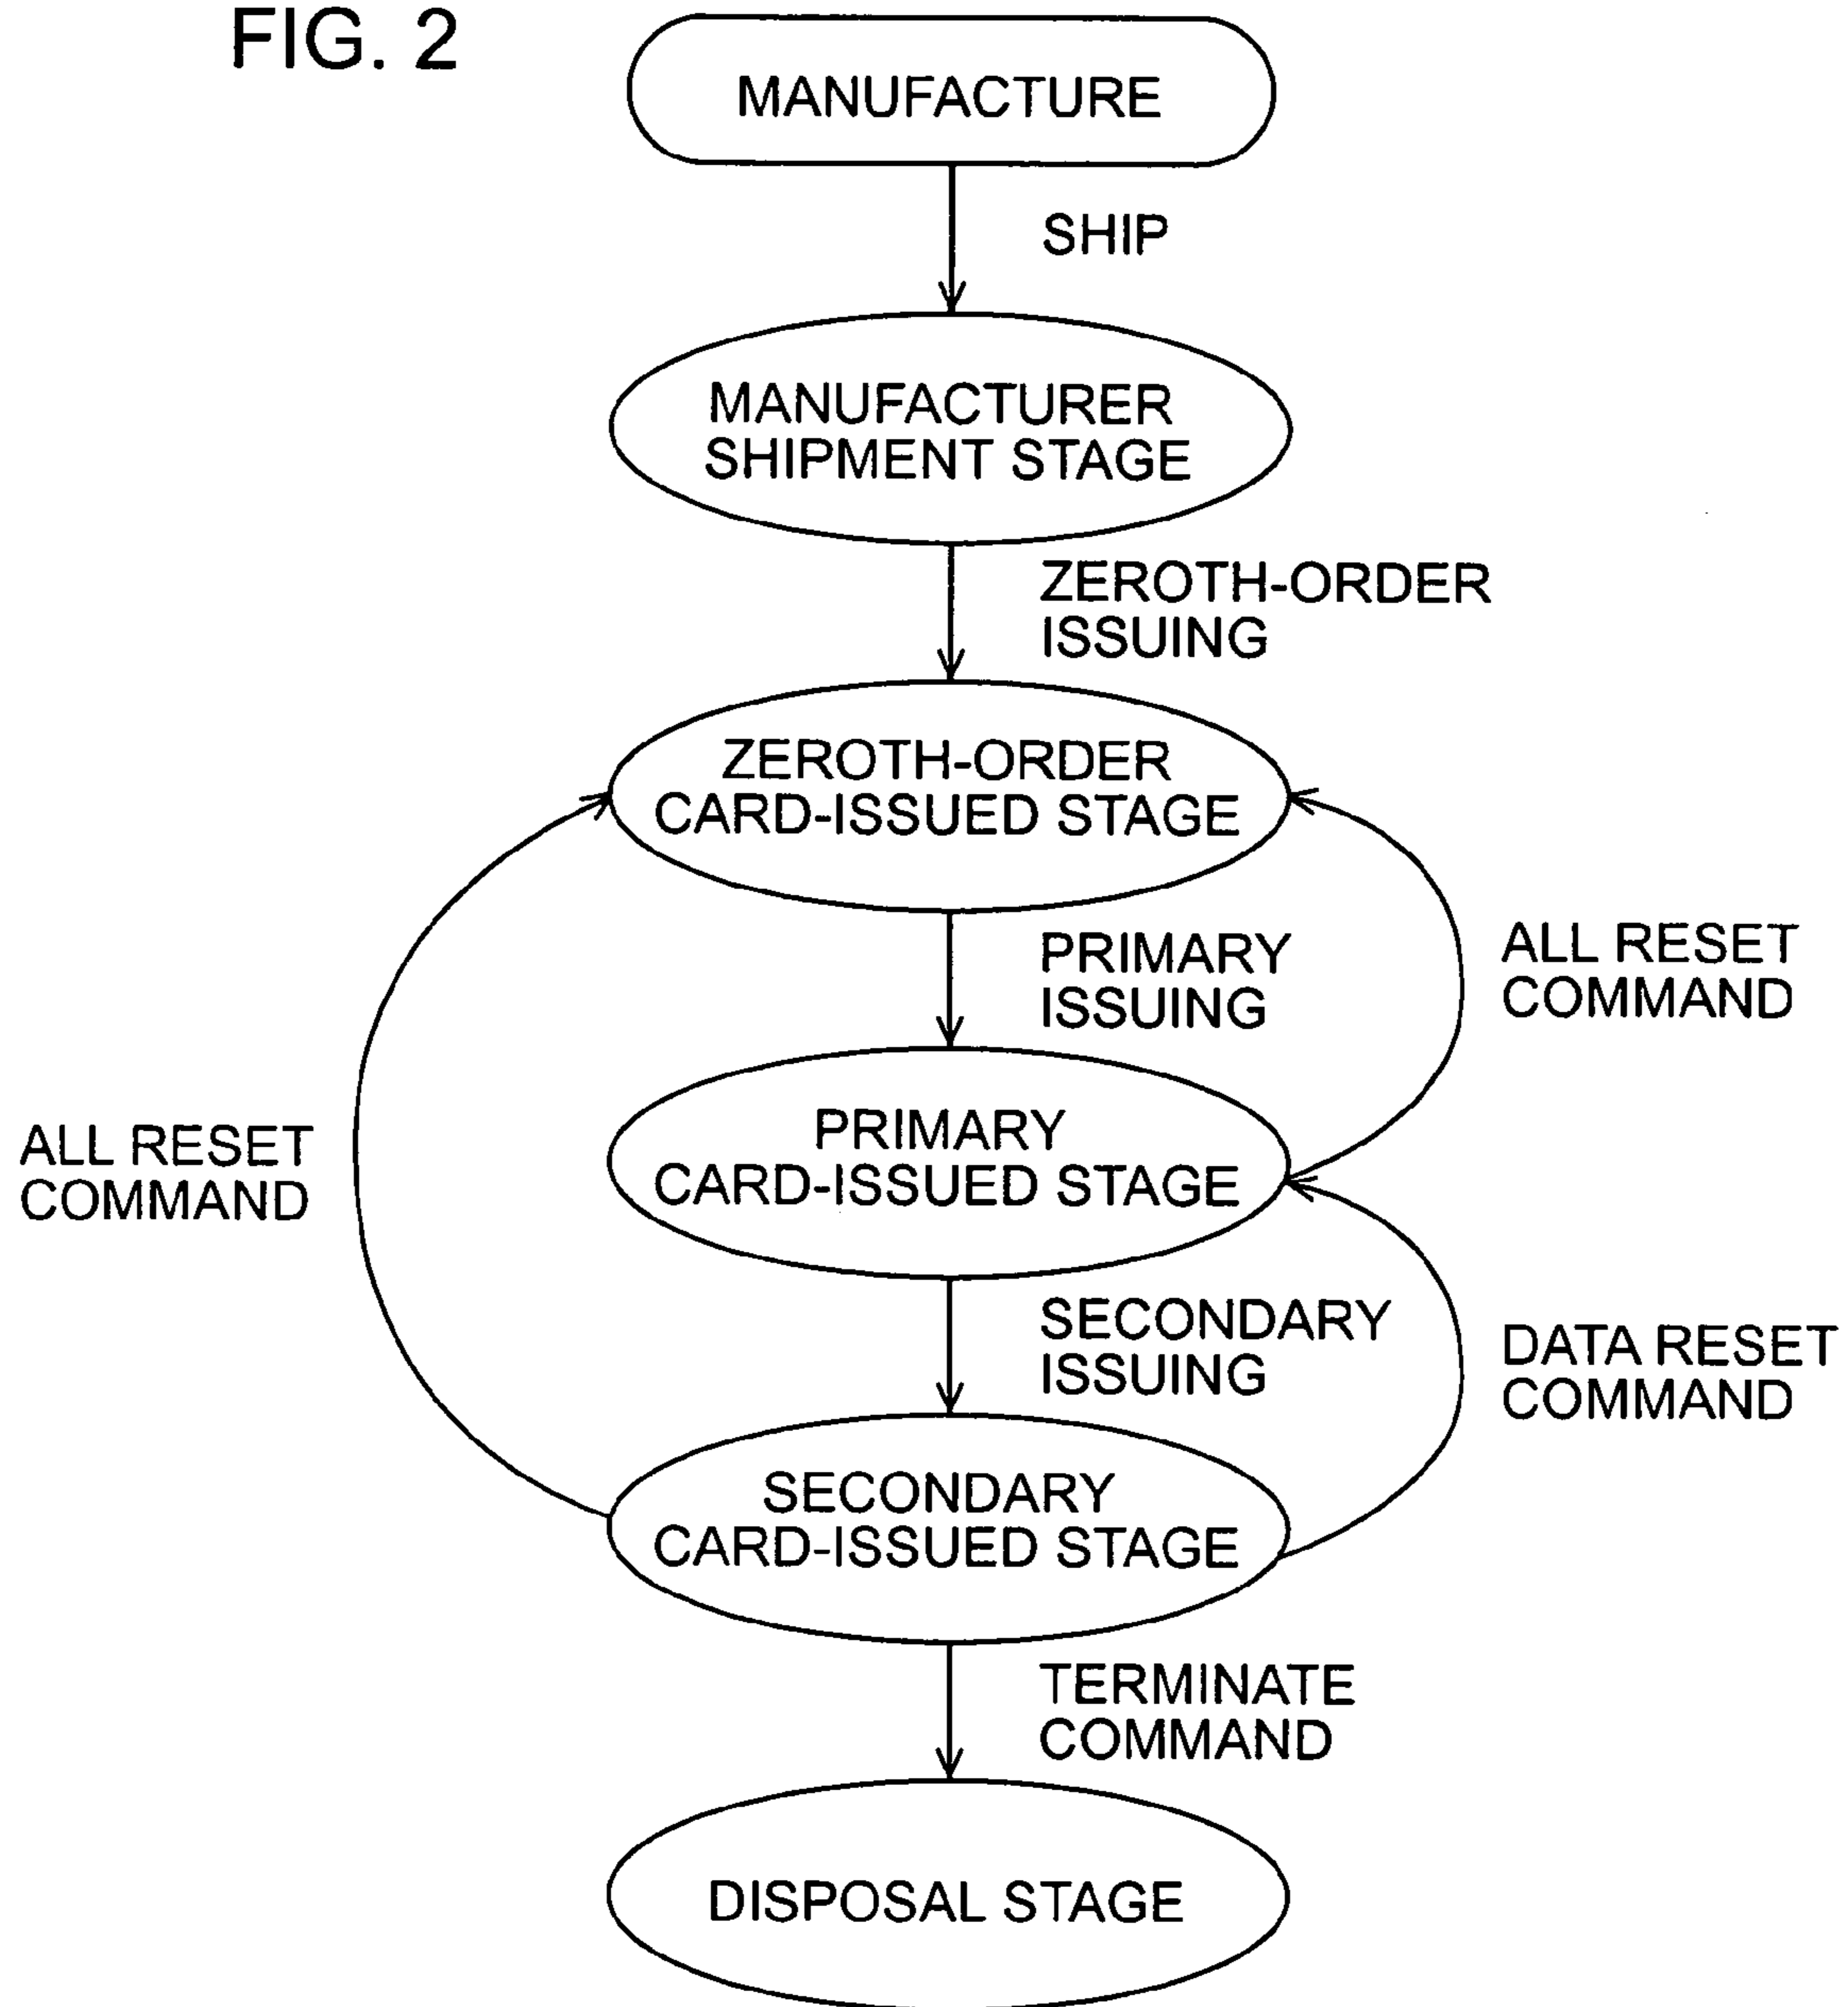 FIG. 2
MANUFACTURE
SHIP
MANUFACTURER
SHIPMENT STAGE
ZEROTH-ORDER
ISSUING
ZEROTH-ORDER
CARD-ISSUED STAGE
PRIMARY
ISSUING
ALL RESET
COMMAND
PRIMARY
CARD-ISSUED STAGE
ALL RESET
COMMAND
SECONDARY
ISSUING
DATA RESET
COMMAND
SECONDARY
CARD-ISSUED STAGE
TERMINATE
COMMAND
DISPOSAL STAGE